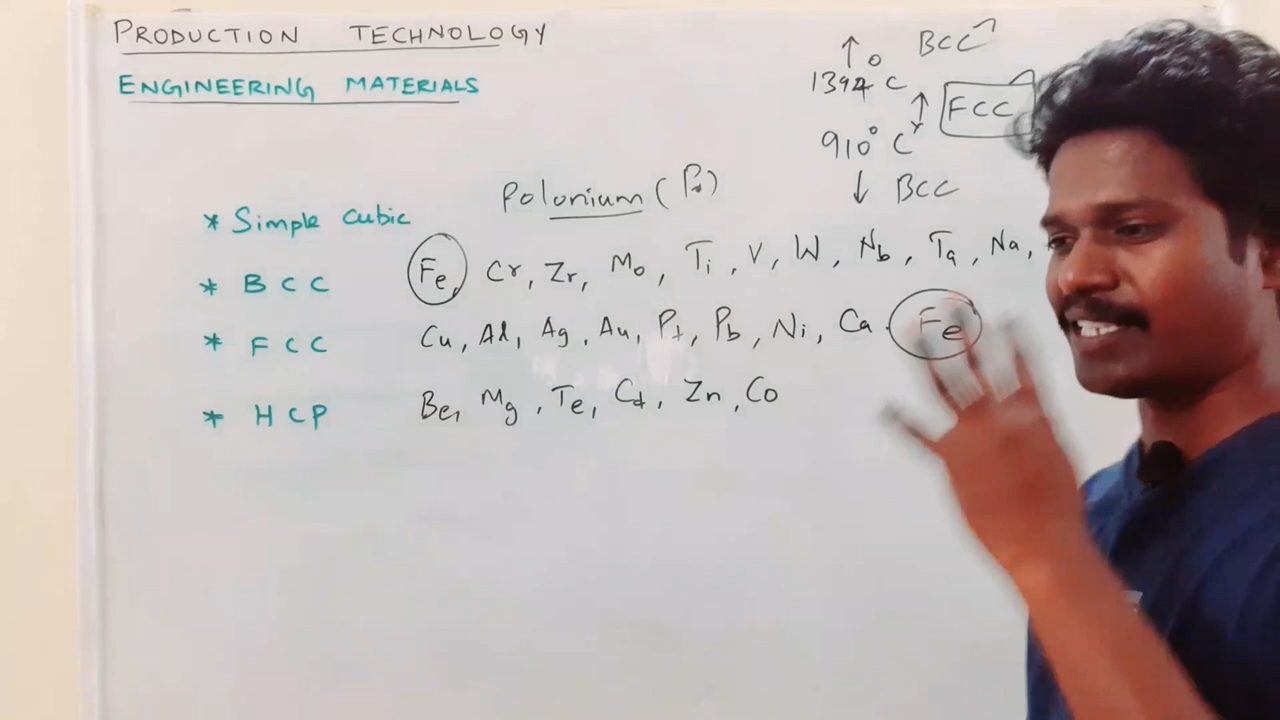 PRODUCTION TECHNOLOGY
ENGINEERING MATERIALS
BCC
1394°C
FCC
910°C
BCC
Polonium (Po)
* Simple Cubic
* BCC Fe, Cr, Zr, Mo, Ti, V, W, Nb, Ta, Na,
* FCC Cu, Al, Ag, Au, Pt, Pb, Ni, Ca. Fe
* HCP Be, Mg, Te, Cd, Zn, Co